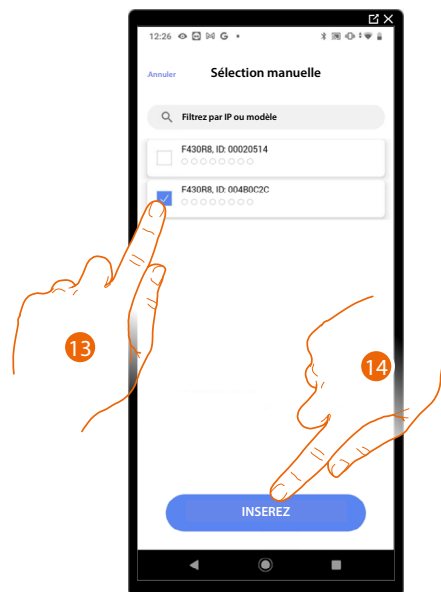 12:26 G
Annuler Sélection manuelle
Filtrez par IP ou modèle
F430R8, ID: 00020514
F430R8, ID: 004B0C2C
13
14
INSEREZ